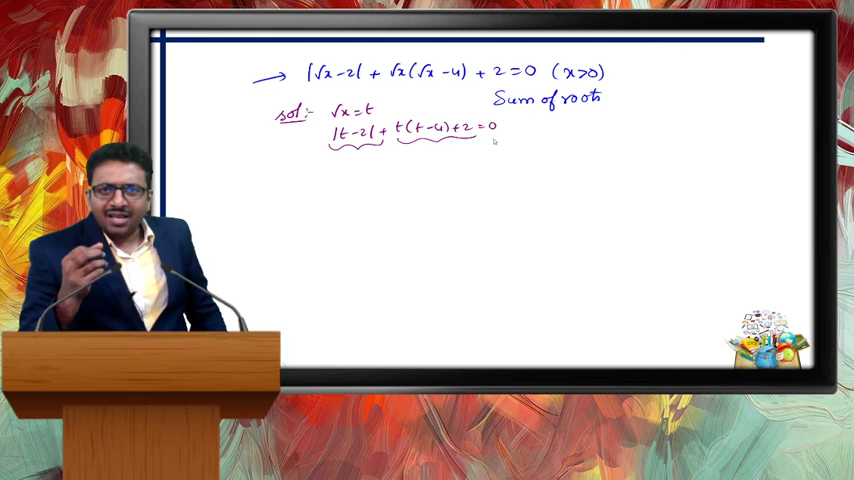 → |√x-2| + √x(√x-4) + 2 = 0 (x>0)
Sum of roots
sol:- √x = t
|t-2| + t(t-4)+2 = 0